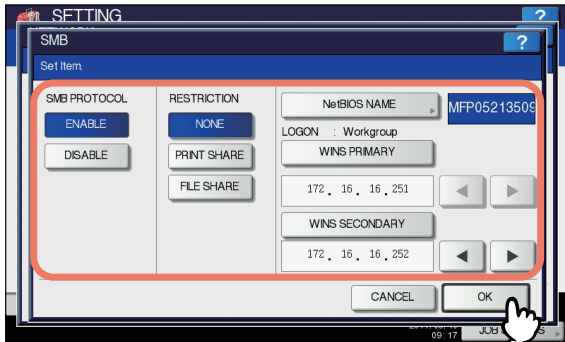 SETTING
?
SMB
?
Set Item.
SMB PROTOCOL
ENABLE
DISABLE
RESTRICTION
NONE
PRINT SHARE
FILE SHARE
NetBIOS NAME
MFP05213509
LOGON : Workgroup
WINS PRIMARY
172. 16. 16. 251
WINS SECONDARY
172. 16. 16. 252
CANCEL
OK
09: 17
JOB